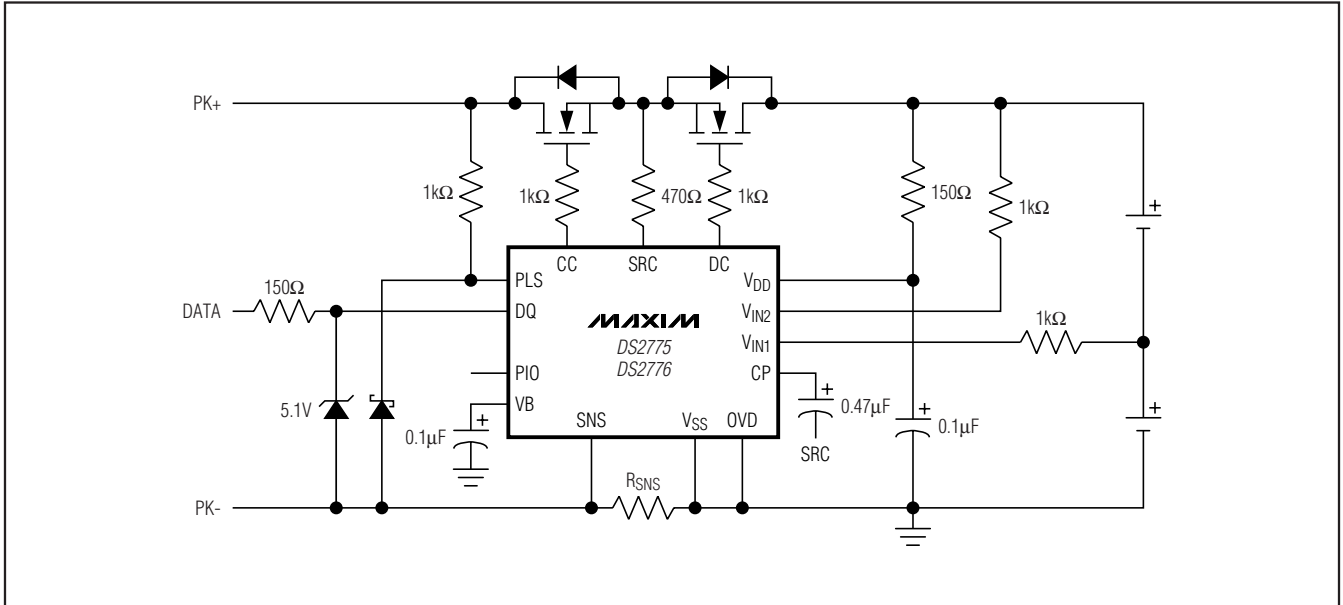 PK+
1kΩ
1kΩ
470Ω
1kΩ
150Ω
1kΩ
CC
SRC
DC
+
PLS
VDD
DATA
150Ω
DQ
VIN2
MAXIM
DS2775
DS2776
VIN1
1kΩ
PIO
CP
VB
5.1V
+
0.1µF
SNS
VSS
OVD
+
0.47µF
SRC
+
0.1µF
+
RSNS
PK-